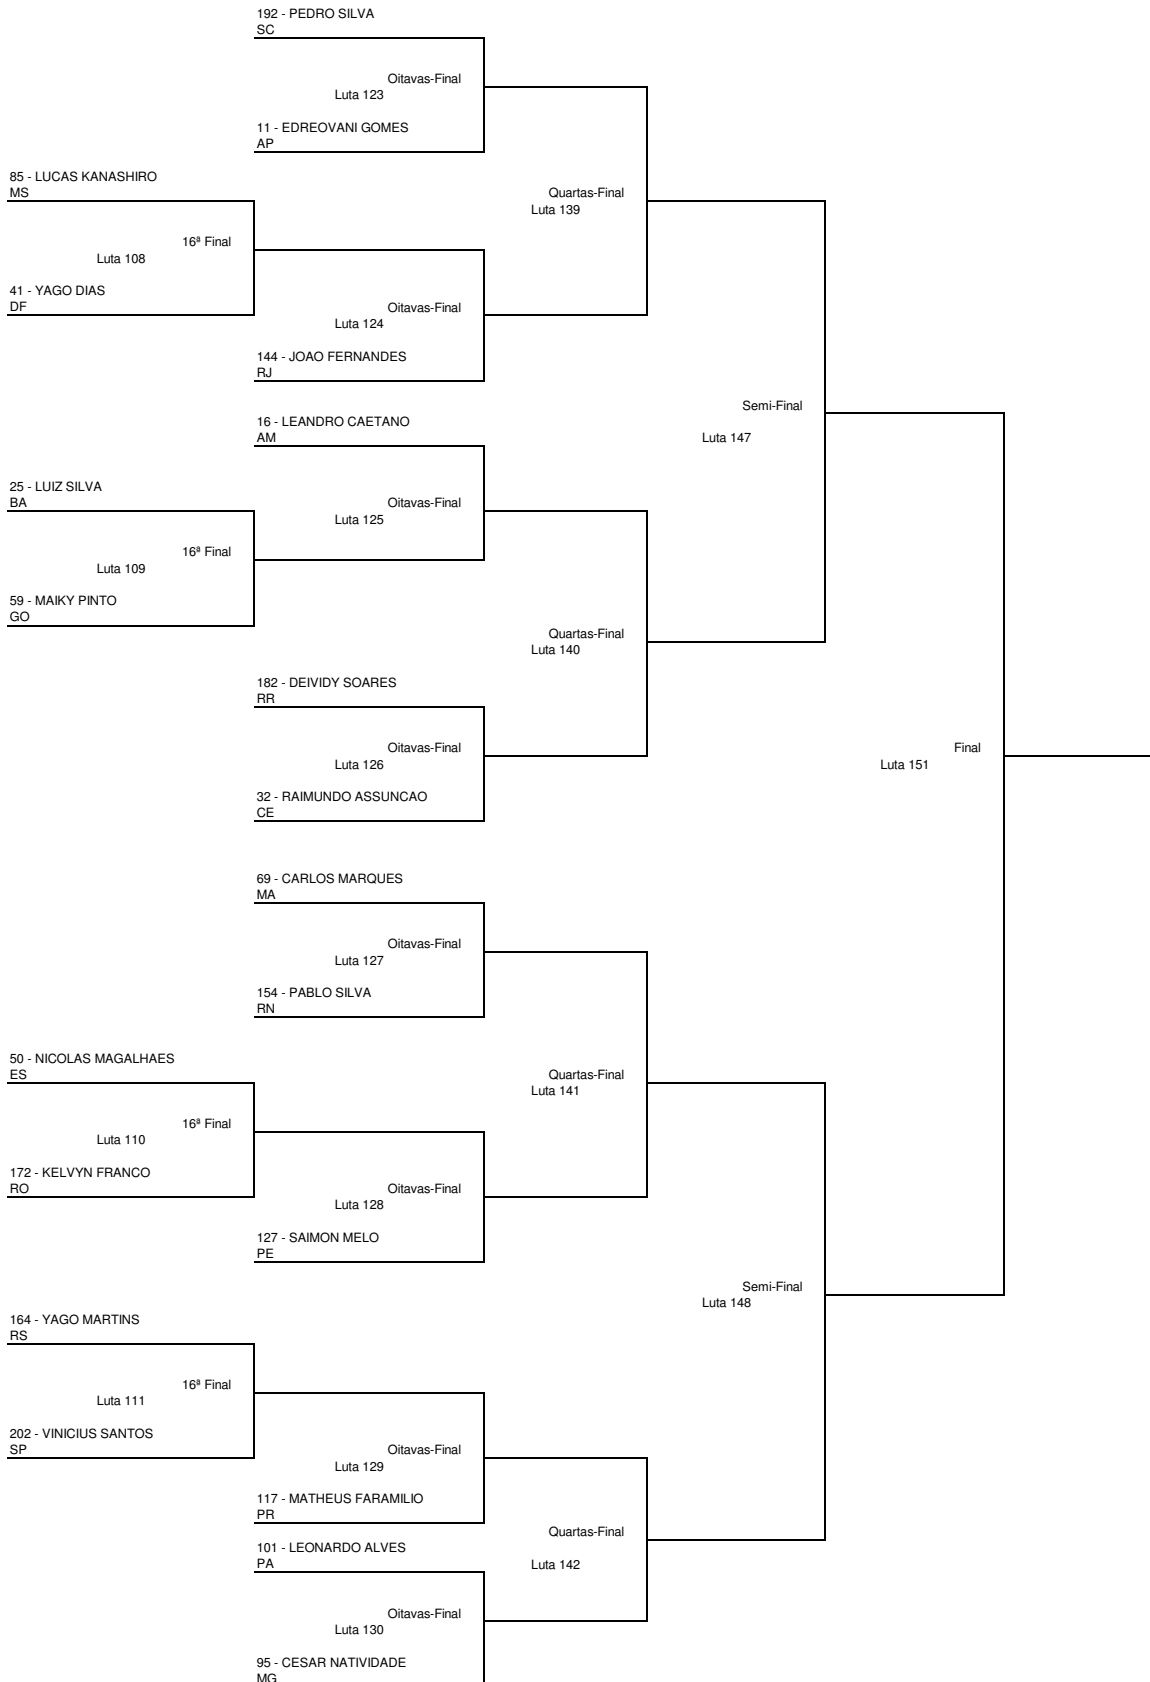 192 - PEDRO SILVA
SC
Oitavas-Final
Luta 123
11 - EDREOVANI GOMES
AP
85 - LUCAS KANASHIRO
MS
Quartas-Final
Luta 139
16ª Final
Luta 108
41 - YAGO DIAS
DF
Oitavas-Final
Luta 124
144 - JOAO FERNANDES
RJ
Semi-Final
Luta 147
16 - LEANDRO CAETANO
AM
25 - LUIZ SILVA
BA
Oitavas-Final
Luta 125
16ª Final
Luta 109
59 - MAIKY PINTO
GO
Quartas-Final
Luta 140
182 - DEIVIDY SOARES
RR
Oitavas-Final
Luta 126
Final
Luta 151
32 - RAIMUNDO ASSUNCAO
CE
69 - CARLOS MARQUES
MA
Oitavas-Final
Luta 127
154 - PABLO SILVA
RN
50 - NICOLAS MAGALHAES
ES
Quartas-Final
Luta 141
16ª Final
Luta 110
172 - KELVYN FRANCO
RO
Oitavas-Final
Luta 128
127 - SAIMON MELO
PE
Semi-Final
Luta 148
164 - YAGO MARTINS
RS
16ª Final
Luta 111
202 - VINICIUS SANTOS
SP
Oitavas-Final
Luta 129
117 - MATHEUS FARAMILIO
PR
Quartas-Final
Luta 142
101 - LEONARDO ALVES
PA
Oitavas-Final
Luta 130
95 - CESAR NATIVIDADE
MG